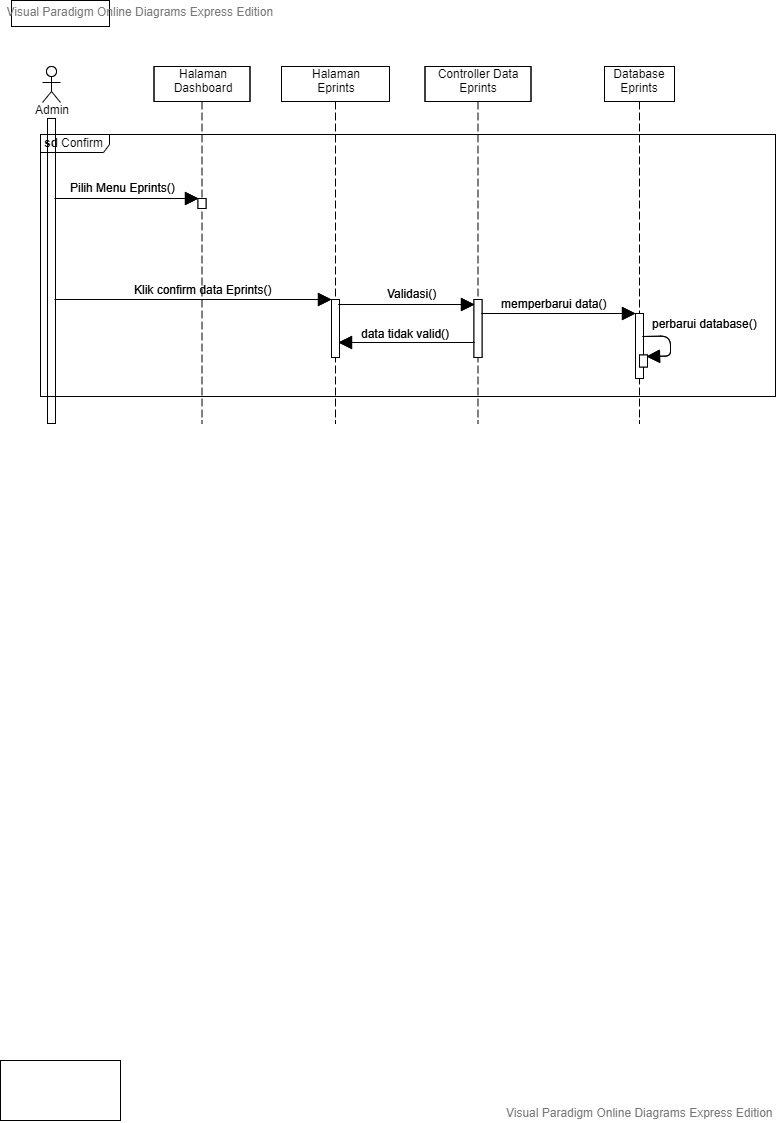 Visual Paradigm Online Diagrams Express Edition
Halaman
Dashboard
Halaman
Eprints
Controller Data
Eprints
Database
Eprints
Admin
sd Confirm
Pilih Menu Eprints()
Klik confirm data Eprints()
Validasi()
memperbarui data()
perbarui database()
data tidak valid()
Visual Paradigm Online Diagrams Express Edition